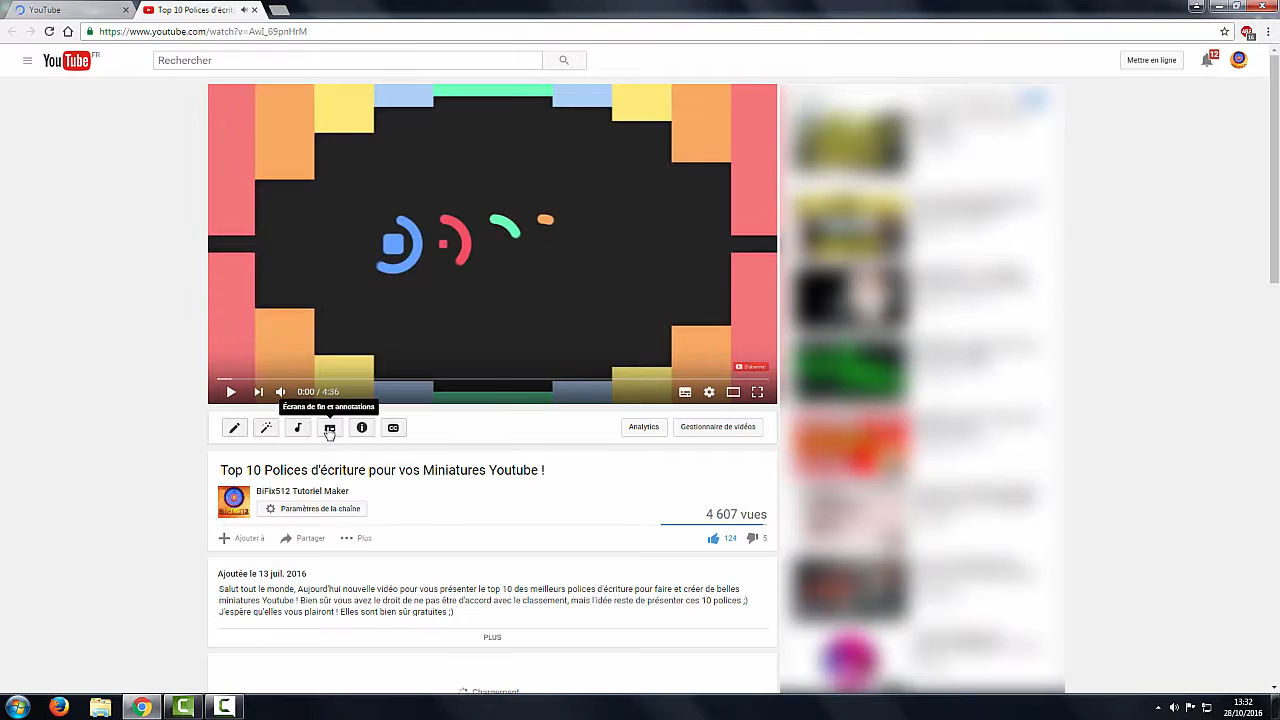 YouTube
Top 10 Polices d'écrit
https://www.youtube.com/watch?v=AwI_69pnHrM
16
YouTube FR
Rechercher
Mettre en ligne
12
S'abonner
0:00 / 4:36
Écrans de fin et annotations
CC
Analytics
Gestionnaire de vidéos
Top 10 Polices d'écriture pour vos Miniatures Youtube !
BiFix512
BiFix512 Tutoriel Maker
Paramètres de la chaîne
4 607 vues
Ajouter à
Partager
Plus
124
5
Ajoutée le 13 juil. 2016
Salut tout le monde, Aujourd'hui nouvelle vidéo pour vous présenter le top 10 des meilleurs polices d'écriture pour faire et créer de belles
miniatures Youtube ! Bien sûr vous avez le droit de ne pas être d'accord avec le classement, mais l'idée reste de présenter ces 10 polices ;)
J'espère qu'elles vous plairont ! Elles sont bien sûr gratuites ;)
PLUS
Chargement...
13:32
28/10/2016